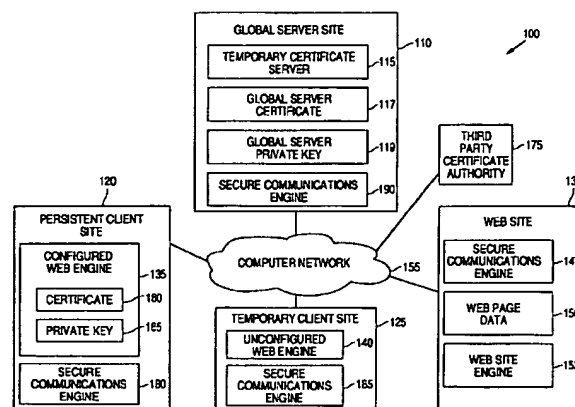 GLOBAL SERVER SITE
110
100
TEMPORARY CERTIFICATE
SERVER
115
GLOBAL SERVER
CERTIFICATE
117
GLOBAL SERVER
PRIVATE KEY
119
SECURE COMMUNICATIONS
ENGINE
190
THIRD
PARTY
CERTIFICATE
AUTHORITY
175
120
PERSISTENT CLIENT
SITE
CONFIGURED
WEB ENGINE
135
CERTIFICATE
160
PRIVATE KEY
165
SECURE
COMMUNICATIONS
ENGINE
180
COMPUTER NETWORK
155
TEMPORARY CLIENT SITE
125
UNCONFIGURED
WEB ENGINE
140
SECURE
COMMUNICATIONS
ENGINE
185
WEB SITE
SECURE
COMMUNICATIONS
ENGINE
WEB PAGE
DATA
WEB SITE
ENGINE